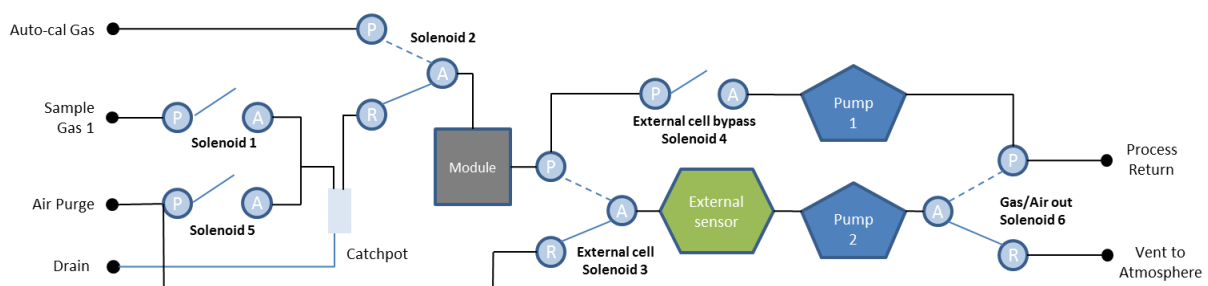 Auto-cal Gas
P
Solenoid 2
A
Sample
Gas 1
P
A
Solenoid 1
R
Air Purge
P
A
Solenoid 5
Catchpot
Drain
Module
P
A
External cell bypass
Solenoid 4
Pump
1
P
A
R
External cell
Solenoid 3
External
sensor
Pump
2
A
P
Gas/Air out
Solenoid 6
R
Process
Return
Vent to
Atmosphere